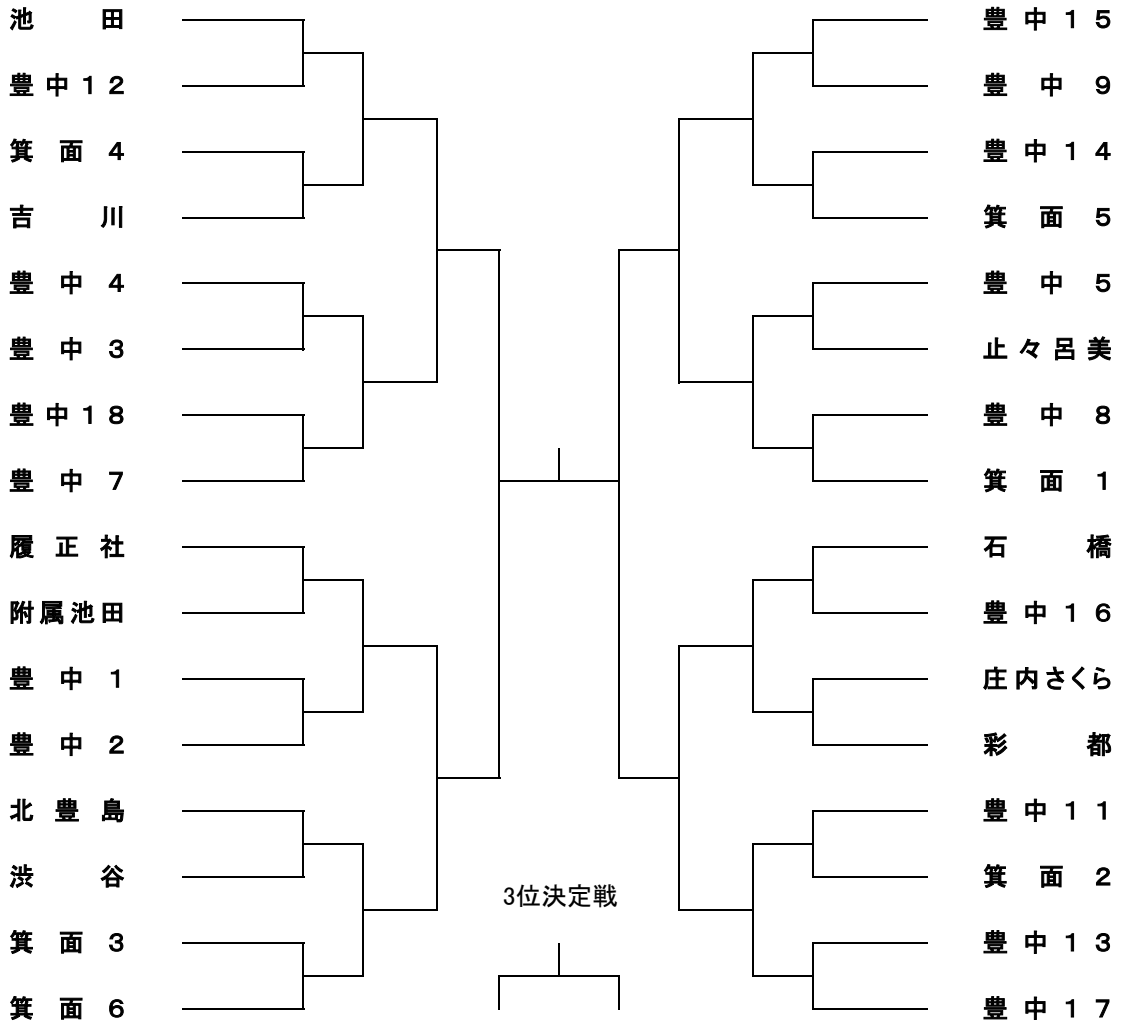 池田
豊中１２
箕面４
吉川
豊中４
豊中３
豊中１８
豊中７
履正社
附属池田
豊中１
豊中２
北豊島
渋谷
箕面３
箕面６
3位決定戦
豊中１５
豊中９
豊中１４
箕面５
豊中５
止々呂美
豊中８
箕面１
石橋
豊中１６
庄内さくら
彩都
豊中１１
箕面２
豊中１３
豊中１７